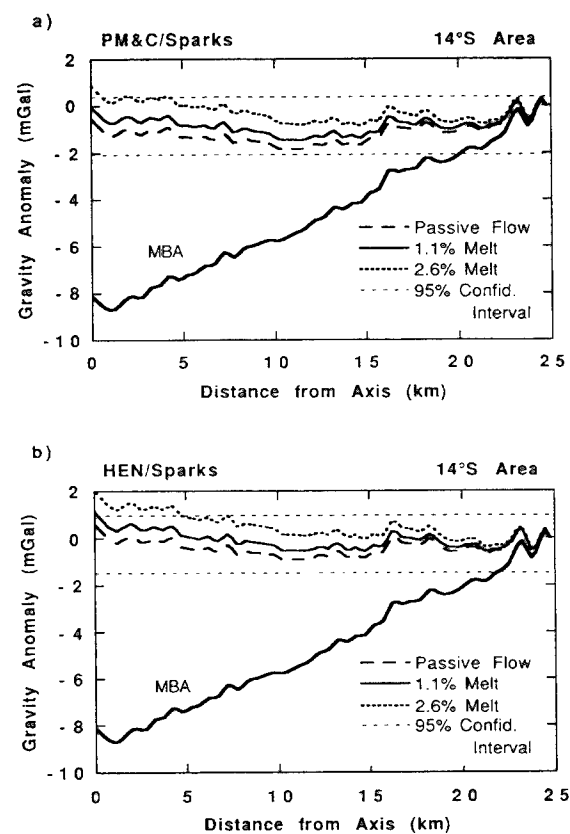 a)
PM&C/Sparks 14°S Area
Gravity Anomaly (mGal)
2
0
-2
-4
-6
-8
-10
MBA
Passive Flow
1.1% Melt
2.6% Melt
95% Confid.
Interval
0 5 10 15 20 25
Distance from Axis (km)
b)
HEN/Sparks 14°S Area
Gravity Anomaly (mGal)
2
0
-2
-4
-6
-8
-10
MBA
Passive Flow
1.1% Melt
2.6% Melt
95% Confid.
Interval
0 5 10 15 20 25
Distance from Axis (km)